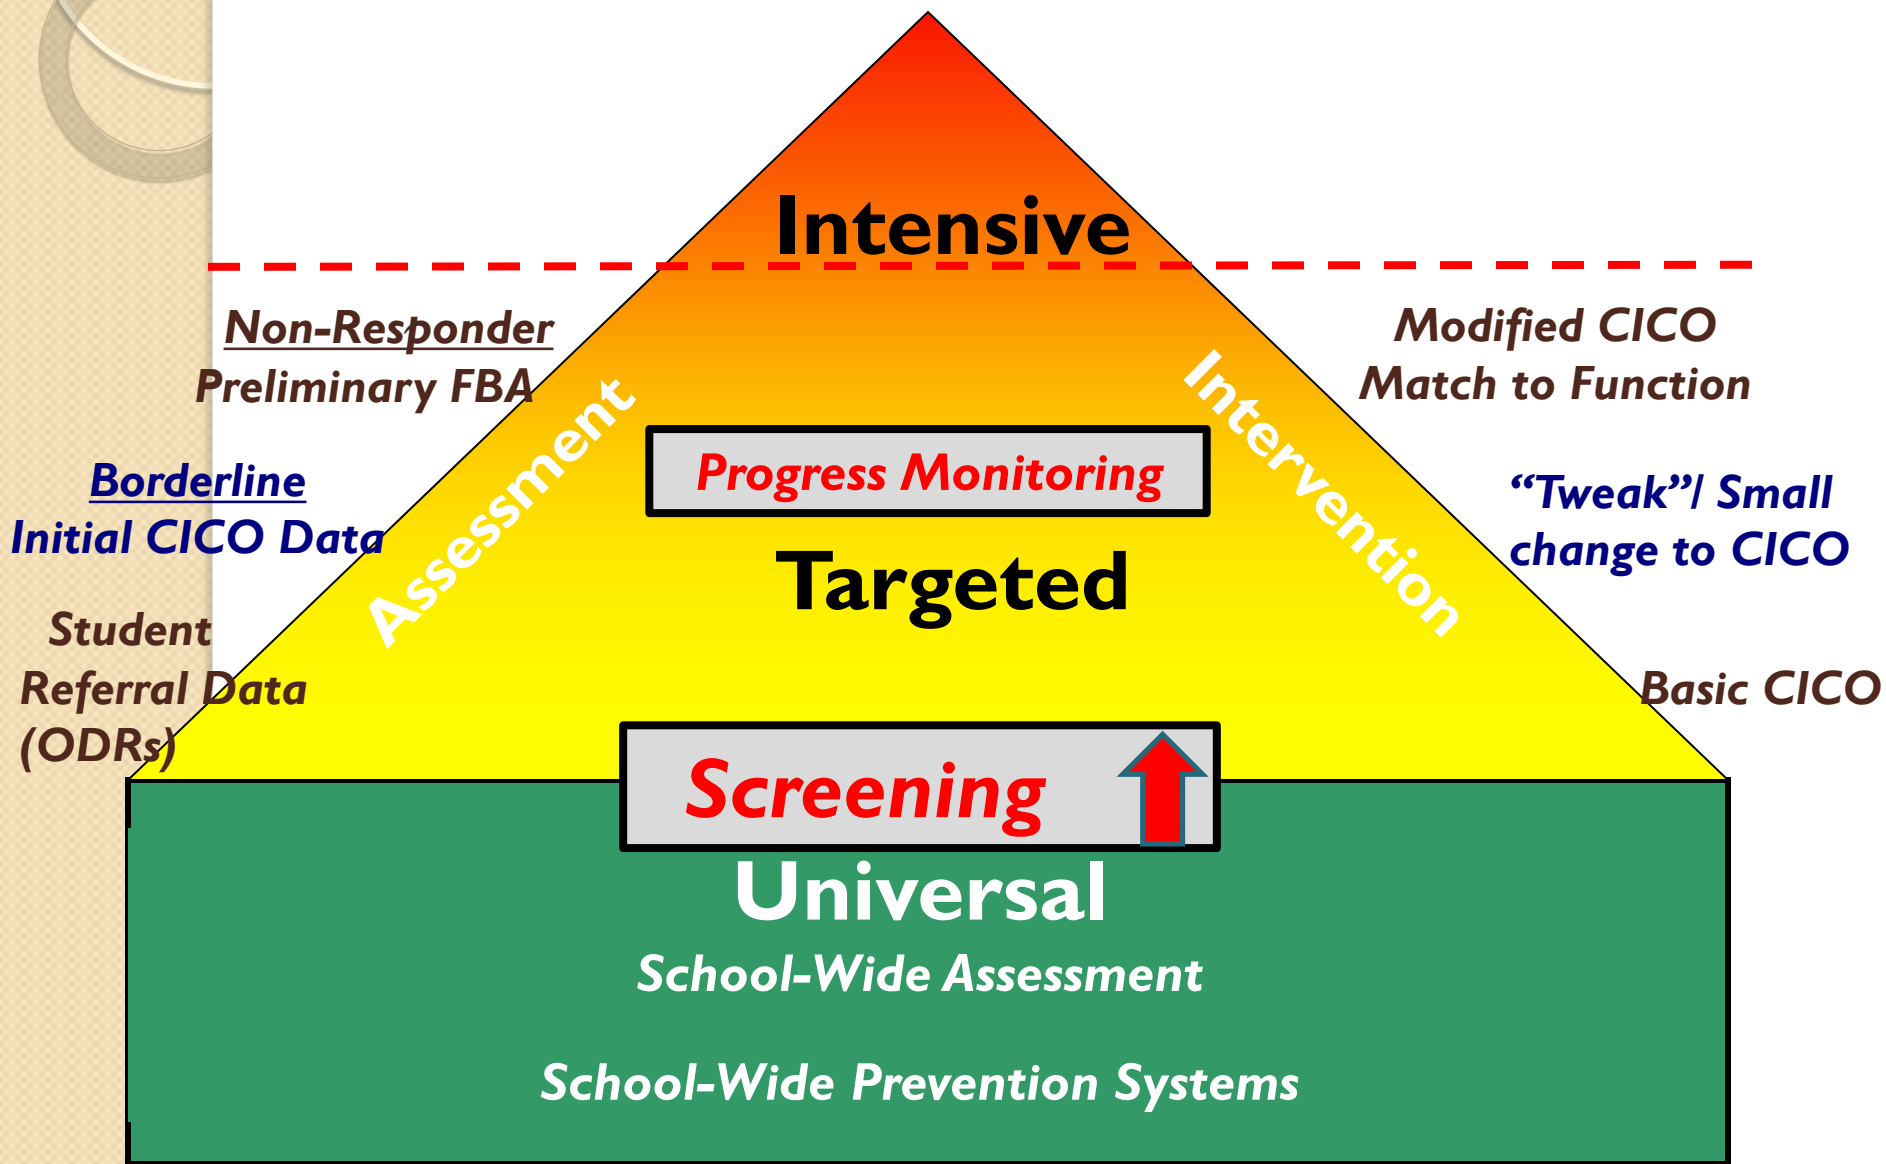 Intensive
Non-Responder
Preliminary FBA
Modified CICO
Match to Function
Assessment
Intervention
Progress Monitoring
Borderline
Initial CICO Data
“Tweak”/ Small
change to CICO
Targeted
Student
Referral Data
(ODRs)
Basic CICO
Screening
Universal
School-Wide Assessment
School-Wide Prevention Systems